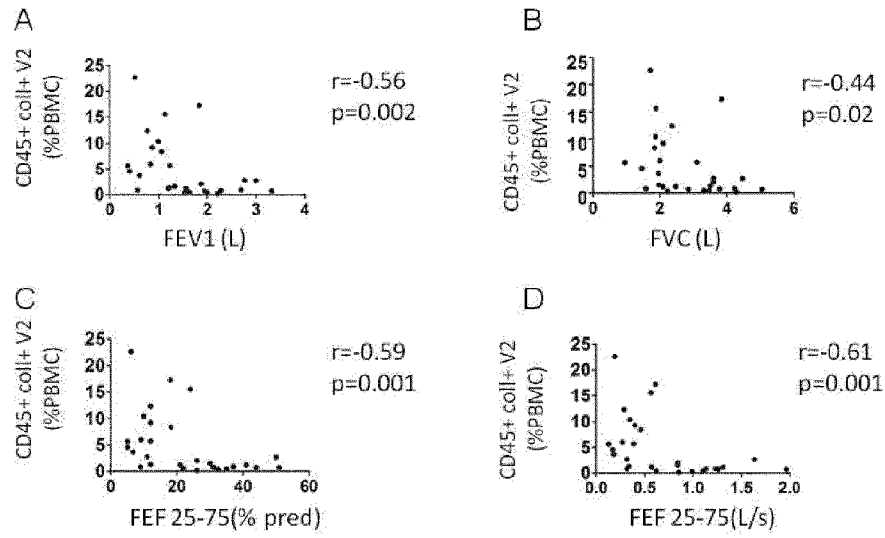 A
CD45+ coll+ V2
(%PBMC)
25
20
15
10
5
0
0
1
2
3
4
FEV1 (L)
r=-0.56
p=0.002
B
CD45+ coll+ V2
(%PBMC)
25
20
15
10
5
0
0
2
4
6
FVC (L)
r=-0.44
p=0.02
C
CD45+ coll+ V2
(%PBMC)
25
20
15
10
5
0
0
20
40
60
FEF 25-75(% pred)
r=-0.59
p=0.001
D
CD45+ coll+ V2
(%PBMC)
25
20
15
10
5
0
0.0
0.5
1.0
1.5
2.0
FEF 25-75(L/s)
r=-0.61
p=0.001